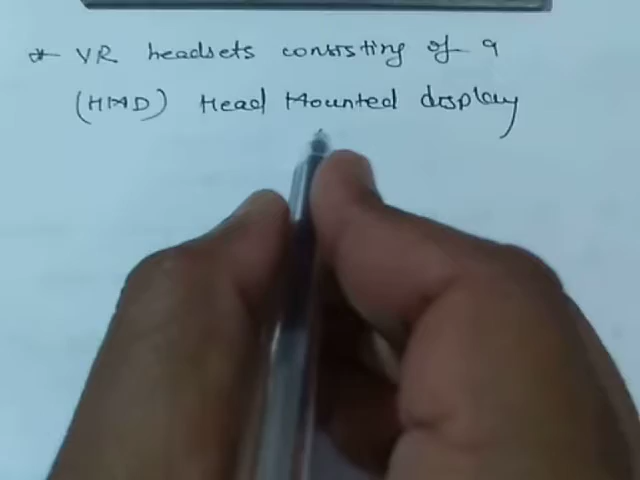 * VR headsets consisting of a
(HMD) Head Mounted display